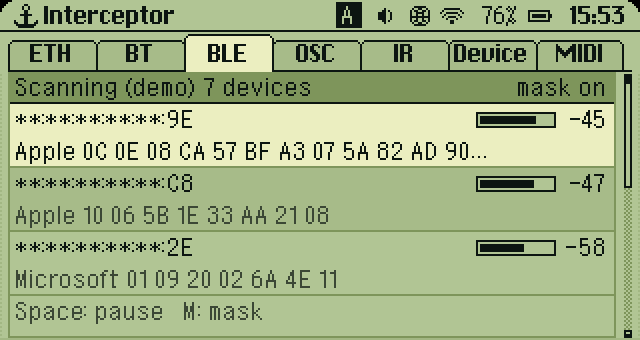 Interceptor A 76% 15:53
ETH BT BLE OSC IR Device MIDI
Scanning (demo) 7 devices mask on
**:**:**:**:**:9E -45
Apple 0C 0E 08 CA 57 BF A3 07 5A 82 AD 90...
**:**:**:**:**:C8 -47
Apple 10 06 5B 1E 33 AA 21 08
**:**:**:**:**:2E -58
Microsoft 01 09 20 02 6A 4E 11
Space: pause M: mask